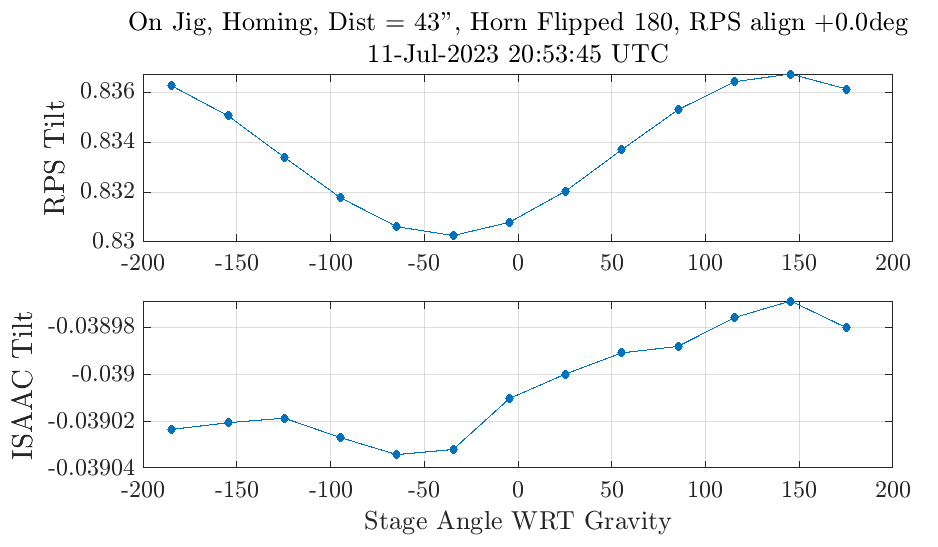 On Jig, Homing, Dist = 43", Horn Flipped 180, RPS align +0.0deg
11-Jul-2023 20:53:45 UTC
RPS Tilt
0.836
0.834
0.832
0.83
-200 -150 -100 -50 0 50 100 150 200
ISAAC Tilt
-0.03898
-0.039
-0.03902
-0.03904
-200 -150 -100 -50 0 50 100 150 200
Stage Angle WRT Gravity